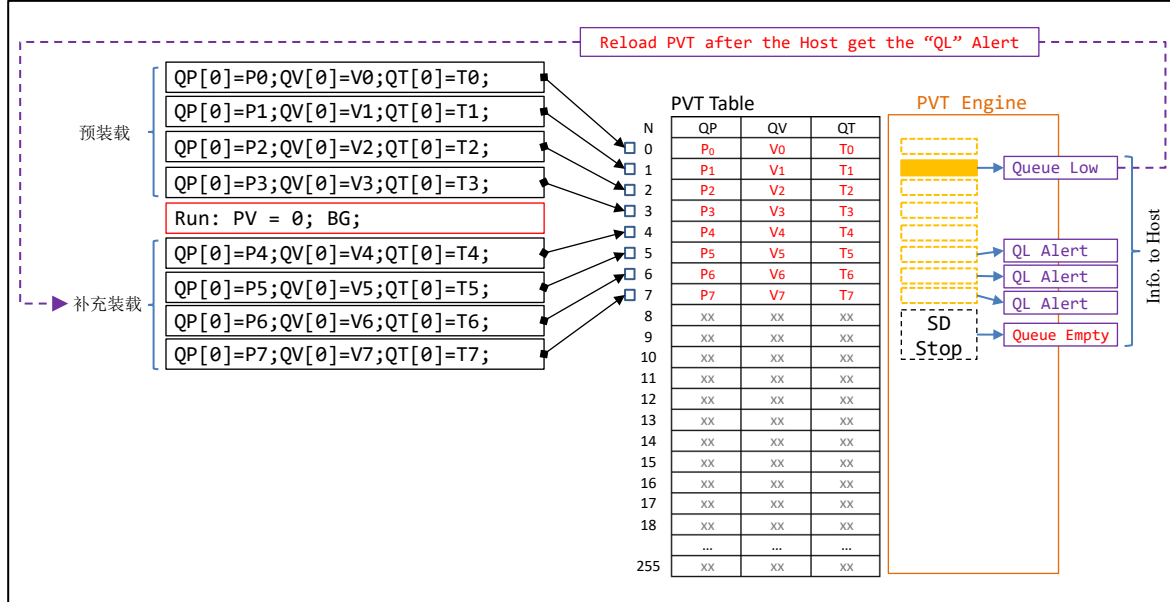 Reload PVT after the Host get the “QL” Alert
预装载
QP[0]=P0;QV[0]=V0;QT[0]=T0;
QP[0]=P1;QV[0]=V1;QT[0]=T1;
QP[0]=P2;QV[0]=V2;QT[0]=T2;
QP[0]=P3;QV[0]=V3;QT[0]=T3;
Run: PV = 0; BG;
补充装载
QP[0]=P4;QV[0]=V4;QT[0]=T4;
QP[0]=P5;QV[0]=V5;QT[0]=T5;
QP[0]=P6;QV[0]=V6;QT[0]=T6;
QP[0]=P7;QV[0]=V7;QT[0]=T7;
PVT Table
N QP QV QT
0 P₀ V0 T0
1 P1 V1 T1
2 P2 V2 T2
3 P3 V3 T3
4 P4 V4 T4
5 P5 V5 T5
6 P6 V6 T6
7 P7 V7 T7
8 xx xx xx
9 xx xx xx
10 xx xx xx
11 xx xx xx
12 xx xx xx
13 xx xx xx
14 xx xx xx
15 xx xx xx
16 xx xx xx
17 xx xx xx
18 xx xx xx
... ... ...
255 xx xx xx
PVT Engine
Queue Low
QL Alert
QL Alert
QL Alert
SD
Stop
Queue Empty
Info. to Host